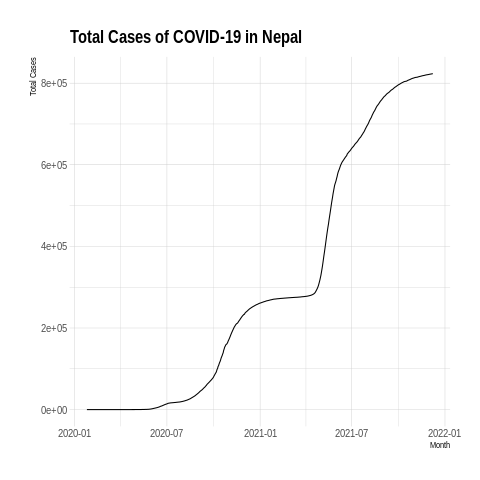 Total Cases of COVID-19 in Nepal
Total Cases
8e+05
6e+05
4e+05
2e+05
0e+00
2020-01 2020-07 2021-01 2021-07 2022-01
Month